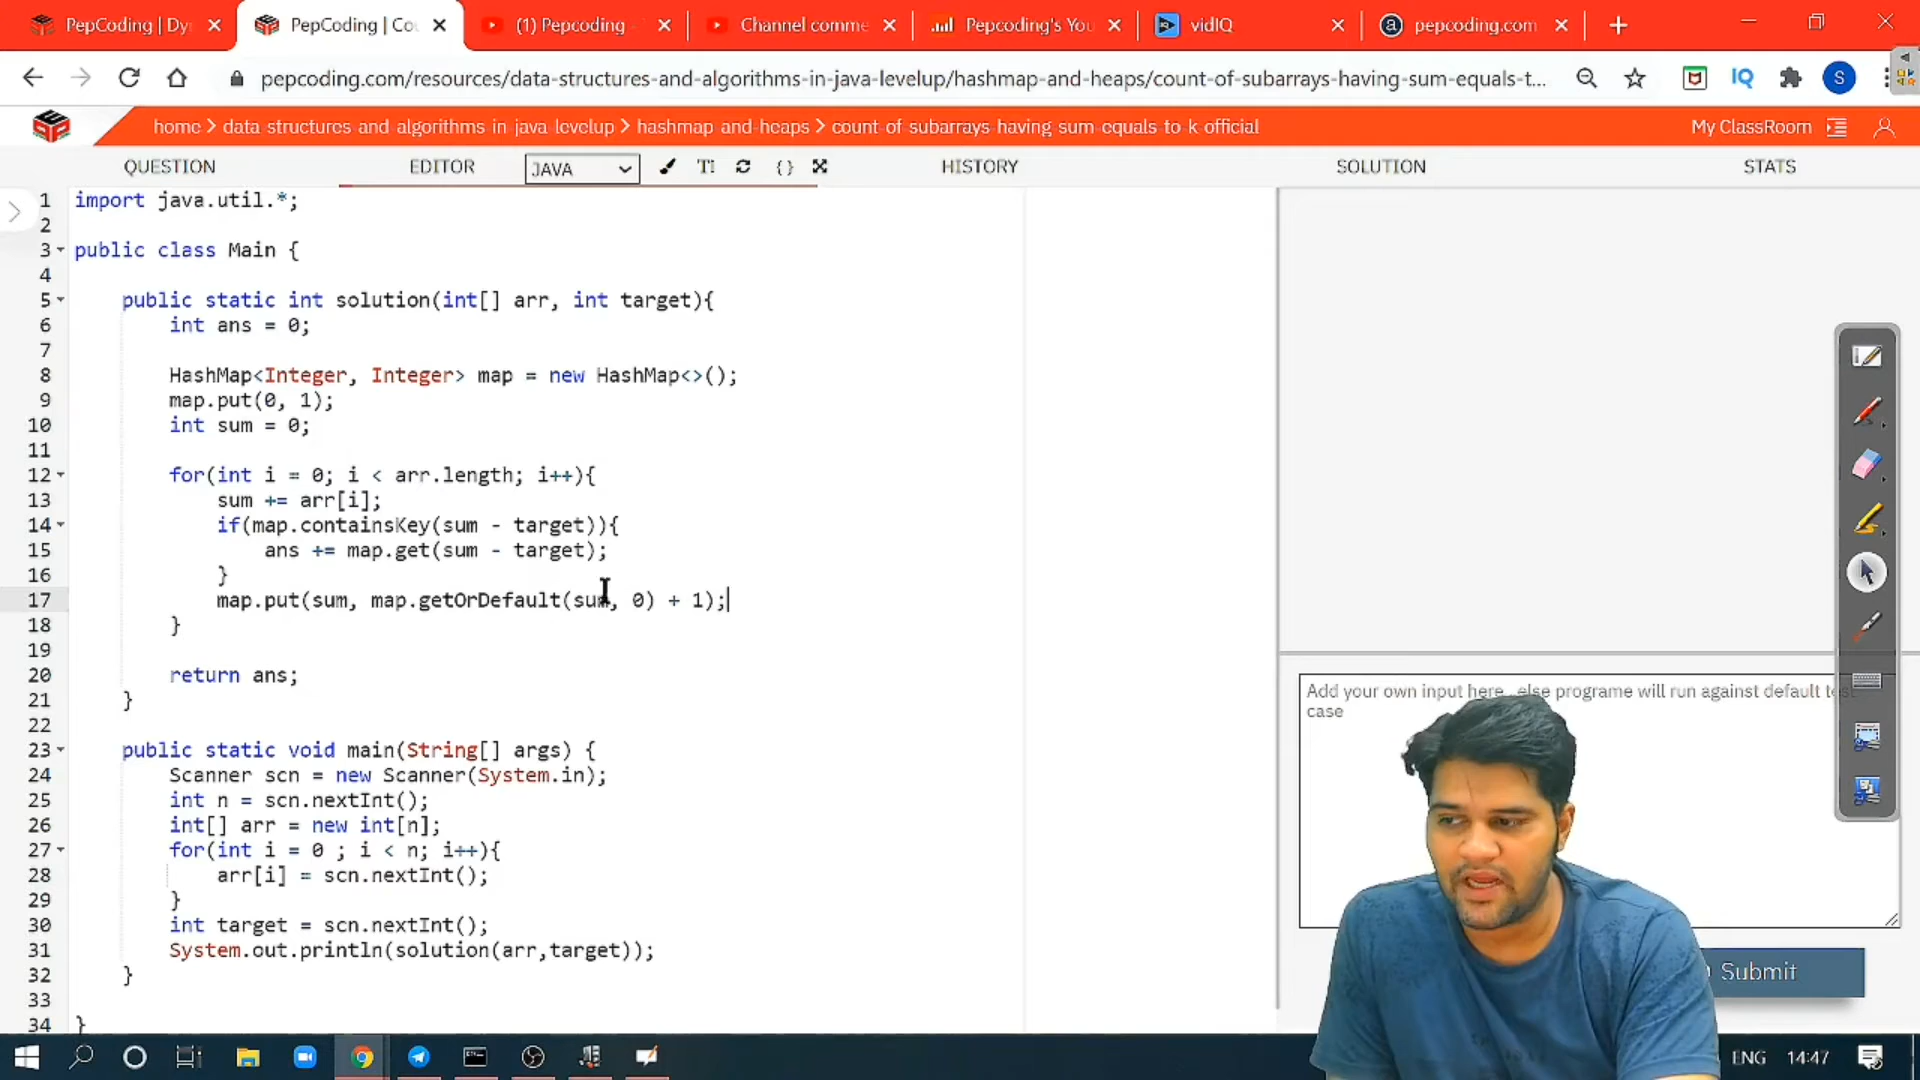 PepCoding | Dy
PepCoding | Co
(1) Pepcoding
Channel comme
Pepcoding's You
vidIQ
pepcoding.com
pepcoding.com/resources/data-structures-and-algorithms-in-java-levelup/hashmap-and-heaps/count-of-subarrays-having-sum-equals-t...
IQ
S
home > data structures and algorithms in java levelup > hashmap and heaps > count of subarrays having sum equals to k official
My ClassRoom
QUESTION
EDITOR
JAVA
HISTORY
SOLUTION
STATS
1 import java.util.*;
2
3 public class Main {
4
5 public static int solution(int[] arr, int target){
6 int ans = 0;
7
8 HashMap<Integer, Integer> map = new HashMap<>();
9 map.put(0, 1);
10 int sum = 0;
11
12 for(int i = 0; i < arr.length; i++){
13 sum += arr[i];
14 if(map.containsKey(sum - target)){
15 ans += map.get(sum - target);
16 }
17 map.put(sum, map.getOrDefault(sum, 0) + 1);
18 }
19
20 return ans;
21 }
22
23 public static void main(String[] args) {
24 Scanner scn = new Scanner(System.in);
25 int n = scn.nextInt();
26 int[] arr = new int[n];
27 for(int i = 0 ; i < n; i++){
28 arr[i] = scn.nextInt();
29 }
30 int target = scn.nextInt();
31 System.out.println(solution(arr,target));
32 }
33
34 }
Add your own input here , else programe will run against default test
case
Submit
ENG
14:47